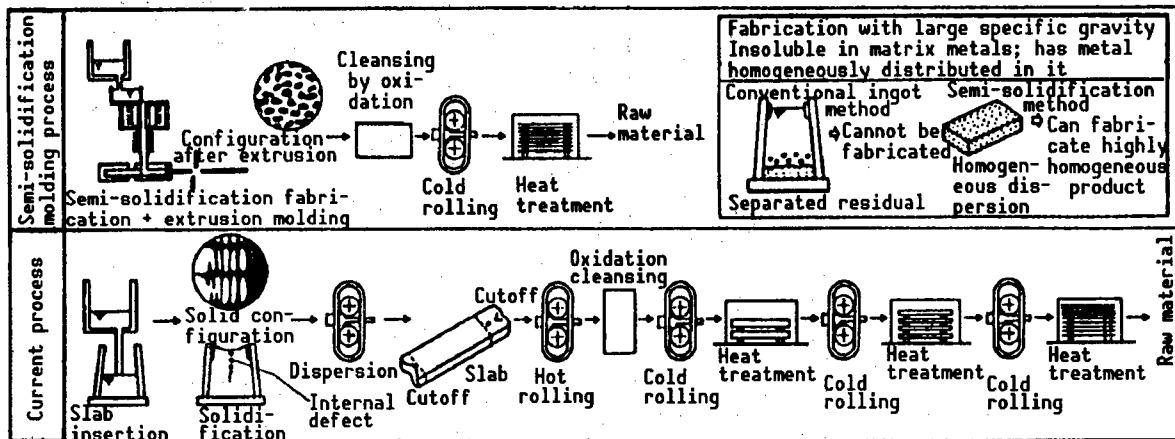 Semi-solidification
molding process
Cleansing
by oxi-
dation
Configuration
after extrusion
Semi-solidification fabri-
cation + extrusion molding
Cold
rolling
Heat
treatment
Raw
material
Fabrication with large specific gravity
Insoluble in matrix metals; has metal
homogeneously distributed in it
Conventional ingot
method
Cannot be
fabricated
Separated residual
Semi-solidification
method
Can fabri-
cate highly
homogeneous
product
Homogen-
eous dis-
persion
Current process
Slab
insertion
Solid con-
figuration
Internal
defect
Solidi-
fication
Dispersion
Cutoff
Slab
Cutoff
Hot
rolling
Oxidation
cleansing
Cold
rolling
Heat
treatment
Cold
rolling
Heat
treatment
Cold
rolling
Heat
treatment
Raw material